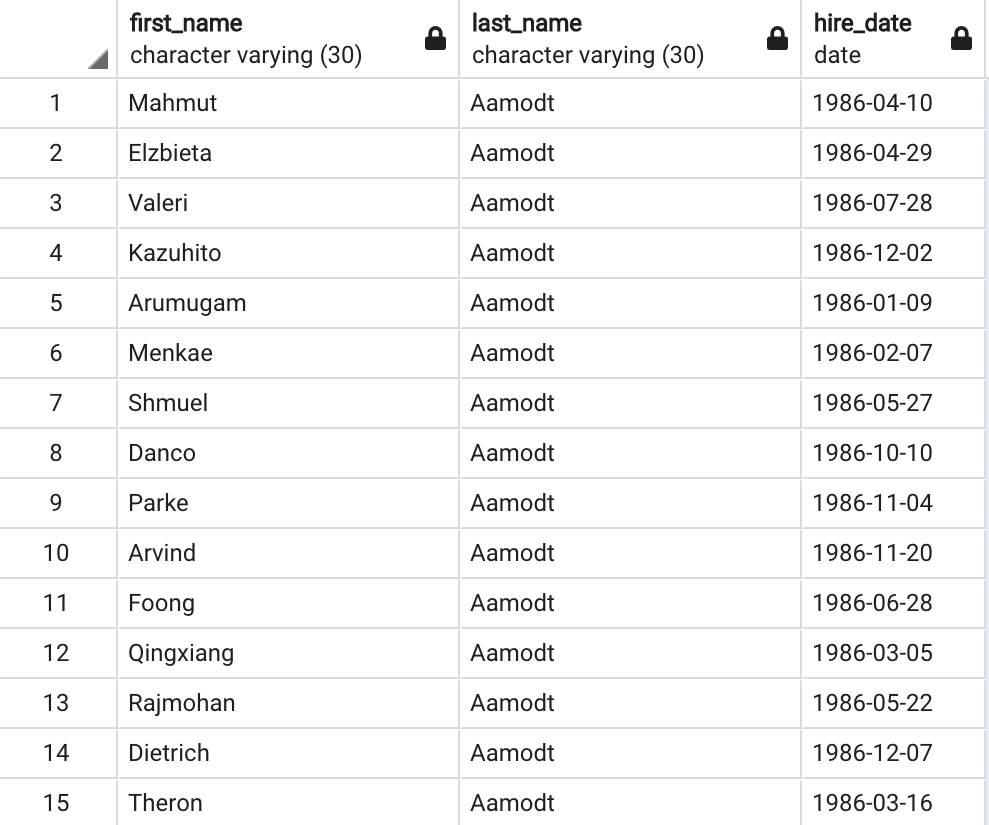 first_name last_name hire_date
character varying (30) character varying (30) date
1 Mahmut Aamodt 1986-04-10
2 Elzbieta Aamodt 1986-04-29
3 Valeri Aamodt 1986-07-28
4 Kazuhito Aamodt 1986-12-02
5 Arumugam Aamodt 1986-01-09
6 Menkae Aamodt 1986-02-07
7 Shmuel Aamodt 1986-05-27
8 Danco Aamodt 1986-10-10
9 Parke Aamodt 1986-11-04
10 Arvind Aamodt 1986-11-20
11 Foong Aamodt 1986-06-28
12 Qingxiang Aamodt 1986-03-05
13 Rajmohan Aamodt 1986-05-22
14 Dietrich Aamodt 1986-12-07
15 Theron Aamodt 1986-03-16